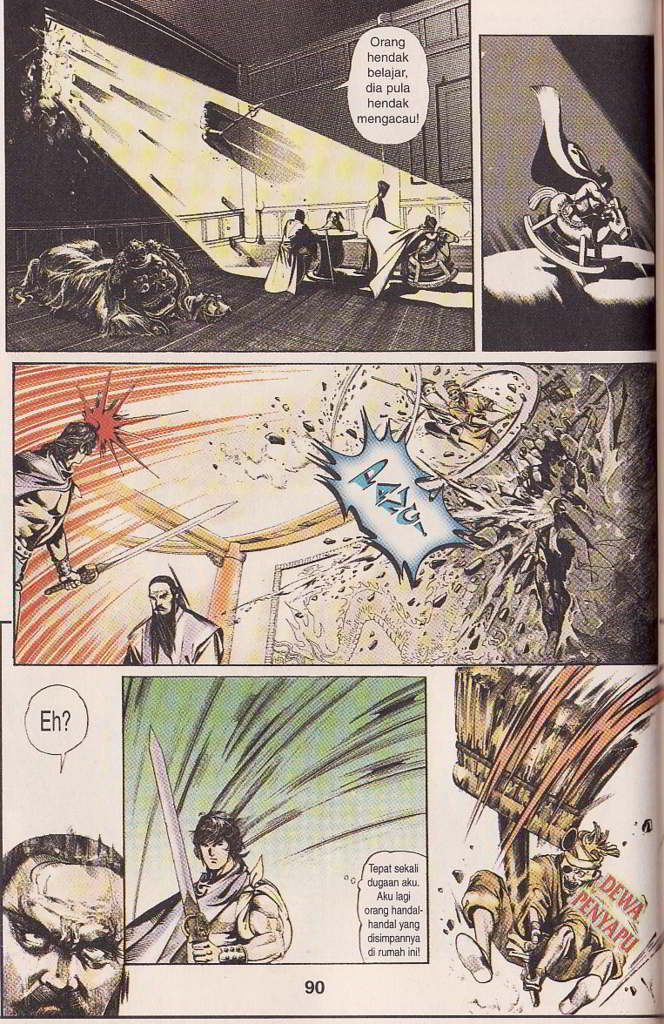 Orang
hendak
belajar,
dia pula
hendak
mengacau!
Eh?
Tepat sekali
dugaan aku.
Aku lagi
orang handal-
handal yang
disimpannya
di rumah ini!
DEWA
PENYAPU
90